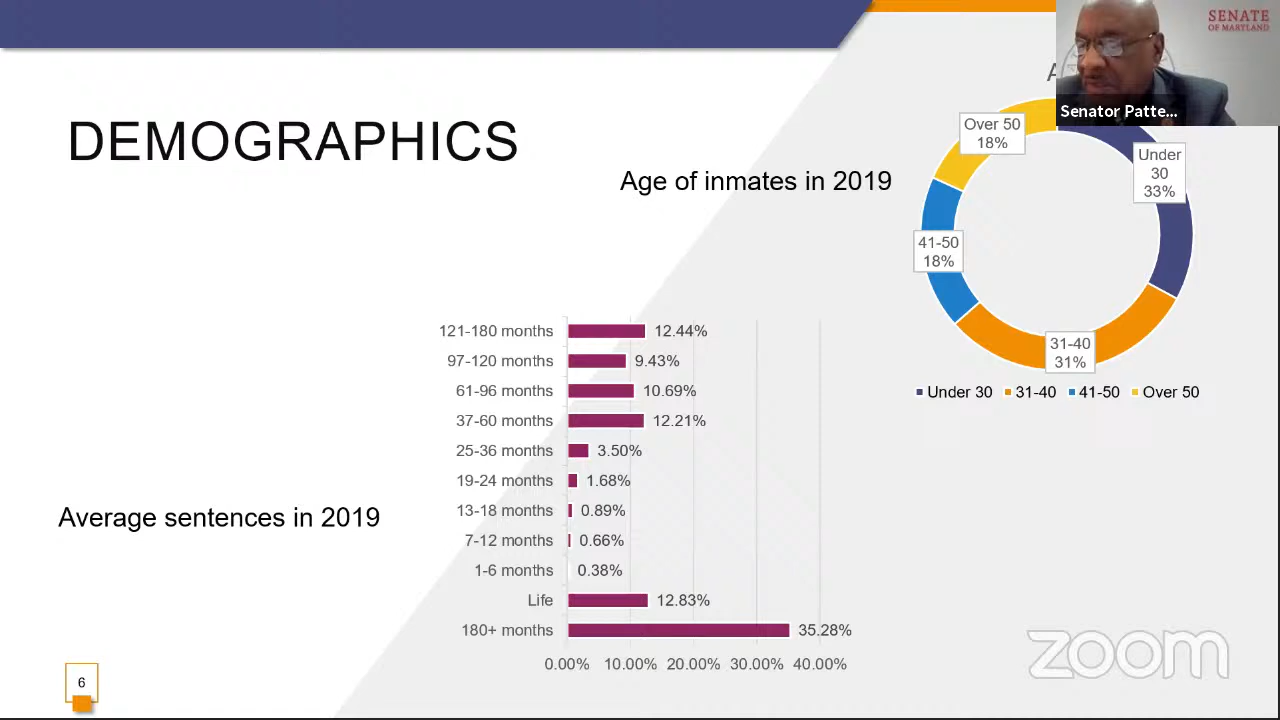 SENATE
OF MARYLAND
Senator Patte...
DEMOGRAPHICS
Age of inmates in 2019
Over 50
18%
Under
30
33%
41-50
18%
31-40
31%
Under 30 31-40 41-50 Over 50
121-180 months 12.44%
97-120 months 9.43%
61-96 months 10.69%
37-60 months 12.21%
25-36 months 3.50%
19-24 months 1.68%
13-18 months 0.89%
7-12 months 0.66%
1-6 months 0.38%
Life 12.83%
180+ months 35.28%
0.00% 10.00% 20.00% 30.00% 40.00%
Average sentences in 2019
6
zoom